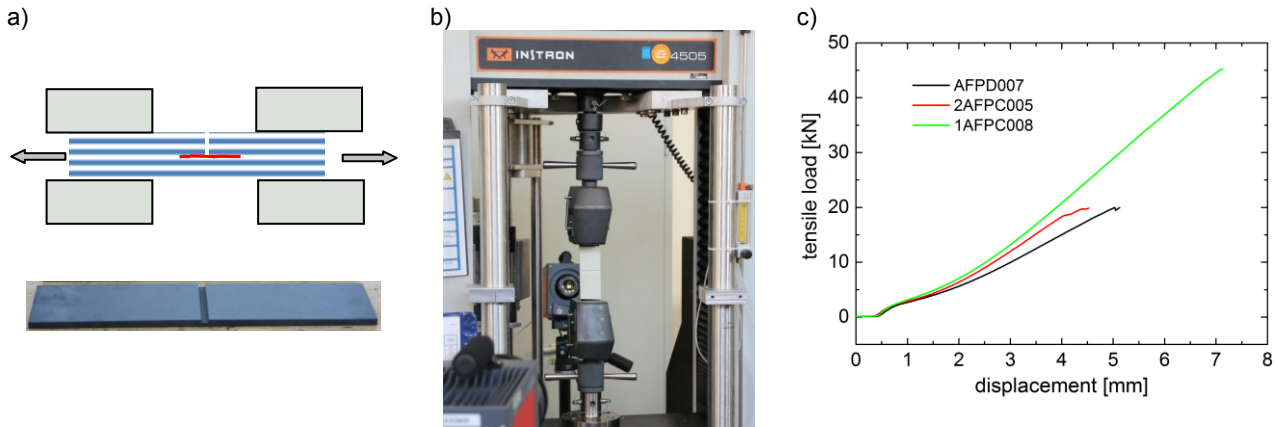 a)
b)
INSTRON
4505
c)
tensile load [kN]
50
40
30
20
10
0
AFPD007
2AFPC005
1AFPC008
0 1 2 3 4 5 6 7 8
displacement [mm]